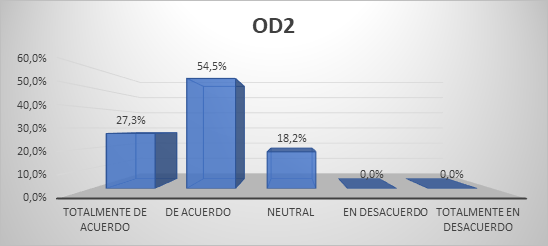 OD2
60,0%
50,0%
40,0%
30,0%
20,0%
10,0%
0,0%
27,3%
54,5%
18,2%
0,0%
0,0%
TOTALMENTE DE ACUERDO
DE ACUERDO
NEUTRAL
EN DESACUERDO
TOTALMENTE EN DESACUERDO